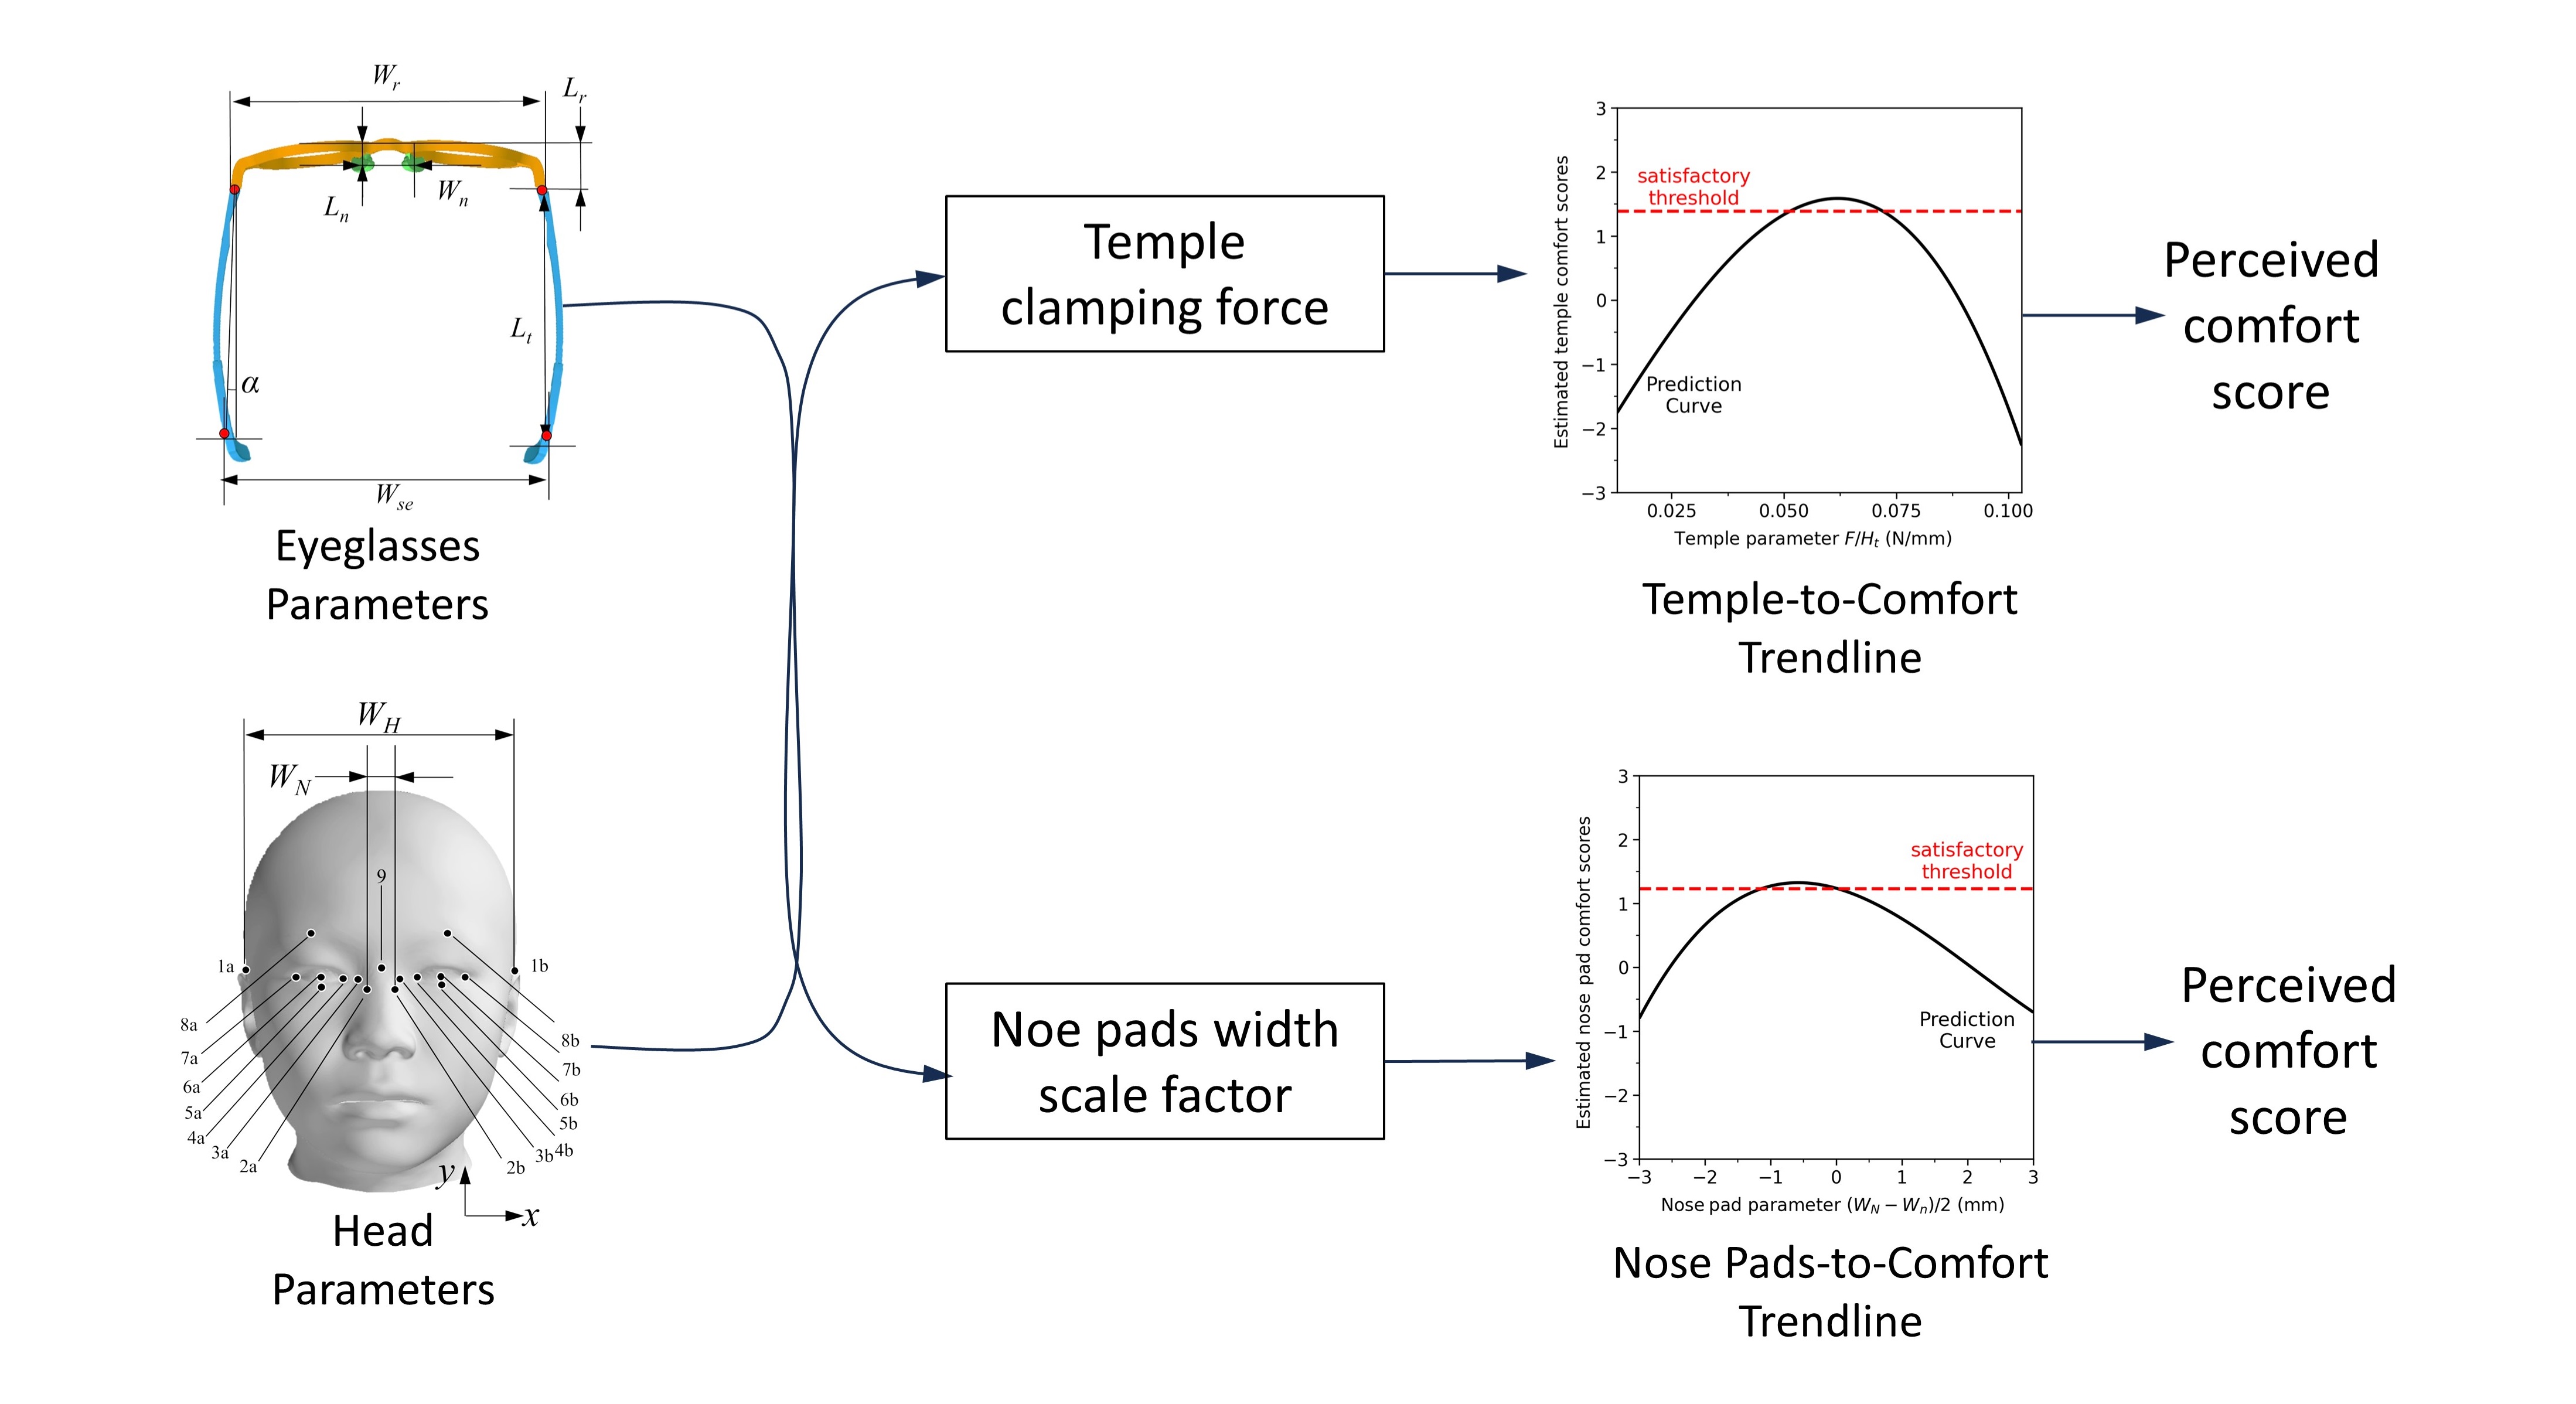 W_r
L_r
L_n
W_n
L_t
α
W_se
Eyeglasses
Parameters
W_H
W_N
9
1a
1b
8a
7a
6a
5a
4a
3a
2a
8b
7b
6b
5b
4b
3b
2b
y
x
Head
Parameters
Temple
clamping force
Noe pads width
scale factor
Estimated temple comfort scores
3
2
1
0
−1
−2
−3
satisfactory
threshold
Prediction
Curve
0.025 0.050 0.075 0.100
Temple parameter F/H_t (N/mm)
Temple-to-Comfort
Trendline
Perceived
comfort
score
Estimated nose pad comfort scores
3
2
1
0
−1
−2
−3
satisfactory
threshold
Prediction
Curve
−3 −2 −1 0 1 2 3
Nose pad parameter (W_N − W_n)/2 (mm)
Nose Pads-to-Comfort
Trendline
Perceived
comfort
score